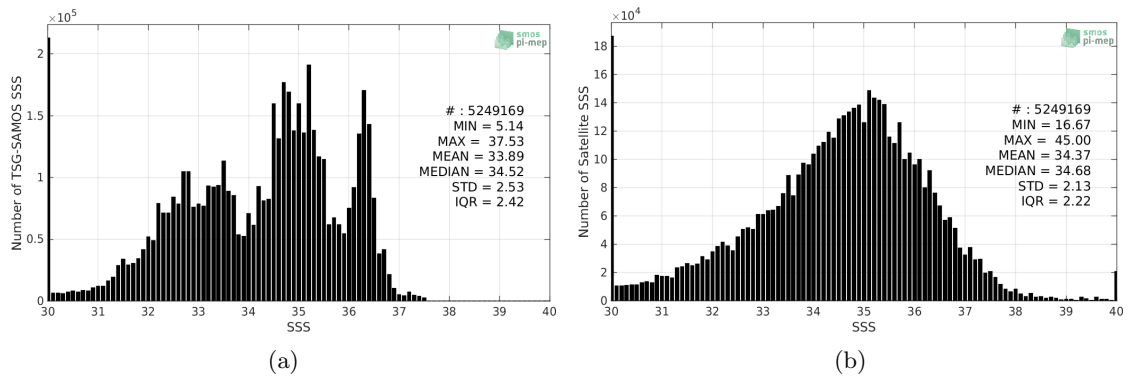 ×10⁵
2
1.5
1
0.5
0
Number of TSG-SAMOS SSS
smos
pi-mep
# : 5249169
MIN = 5.14
MAX = 37.53
MEAN = 33.89
MEDIAN = 34.52
STD = 2.53
IQR = 2.42
30 31 32 33 34 35 36 37 38 39 40
SSS
(a)
×10⁴
18
16
14
12
10
8
6
4
2
0
Number of Satellite SSS
smos
pi-mep
# : 5249169
MIN = 16.67
MAX = 45.00
MEAN = 34.37
MEDIAN = 34.68
STD = 2.13
IQR = 2.22
30 31 32 33 34 35 36 37 38 39 40
SSS
(b)